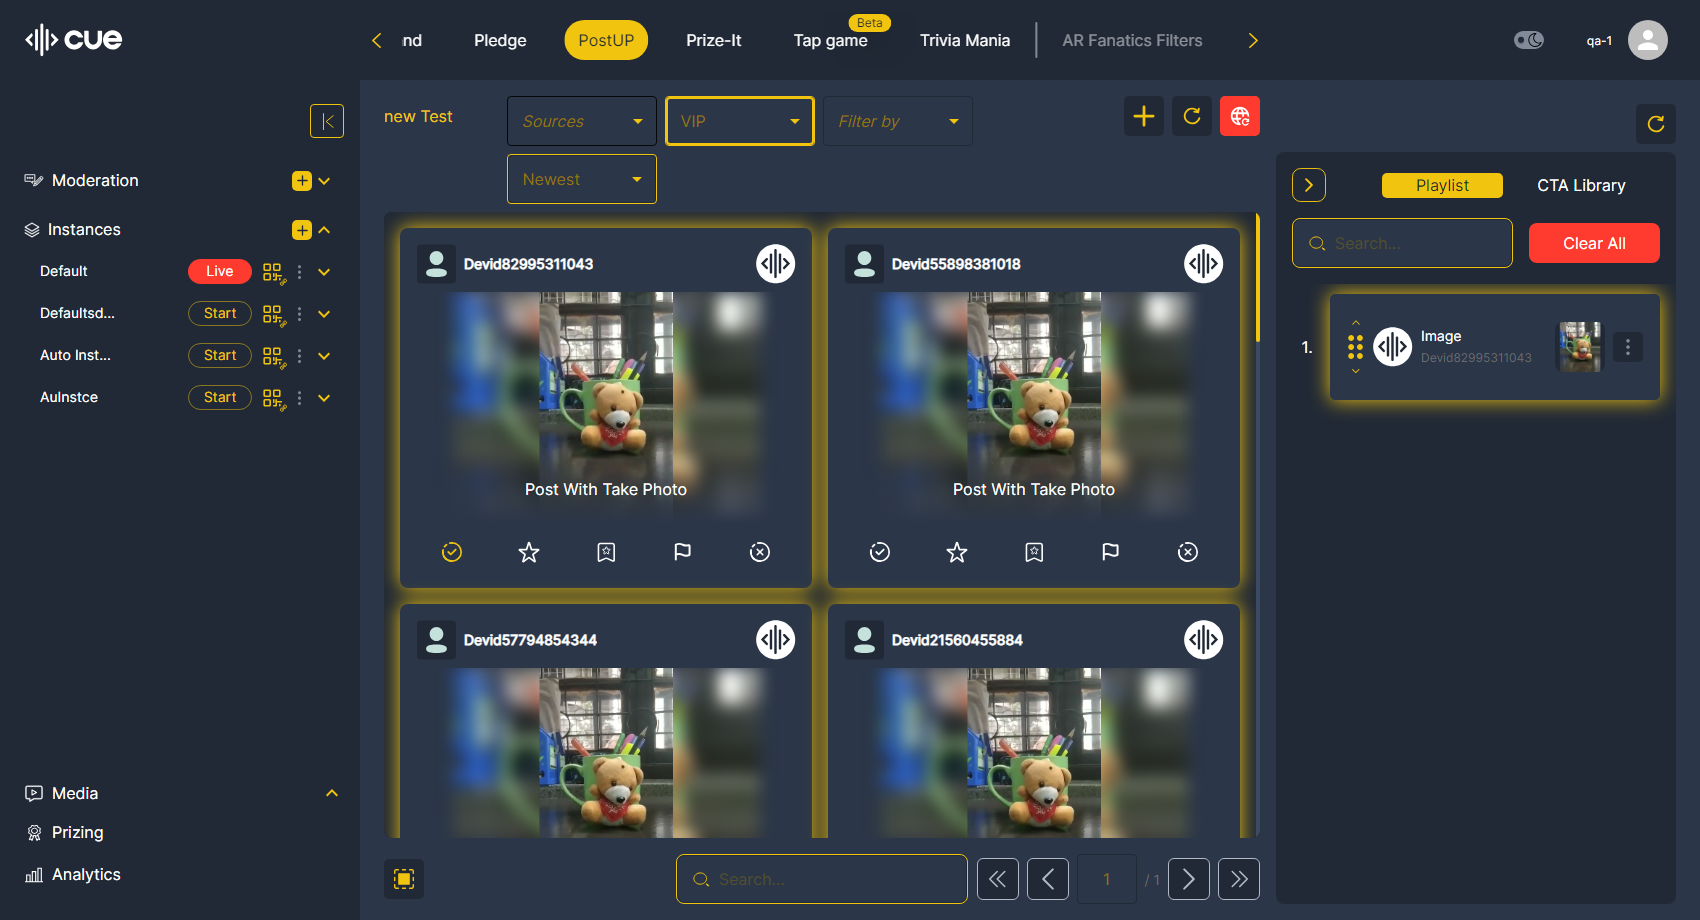 cue
nd
Pledge
PostUP
Prize-It
Beta
Tap game
Trivia Mania
AR Fanatics Filters
qa-1
Moderation
Instances
Default
Live
Defaultsd...
Start
Auto Inst...
Start
Aulnstce
Start
Media
Prizing
Analytics
new Test
Sources
VIP
Filter by
Newest
Devid82995311043
Post With Take Photo
Devid55898381018
Post With Take Photo
Devid57794854344
Devid21560455884
Search...
1
/ 1
Playlist
CTA Library
Search...
Clear All
1.
Image
Devid82995311043